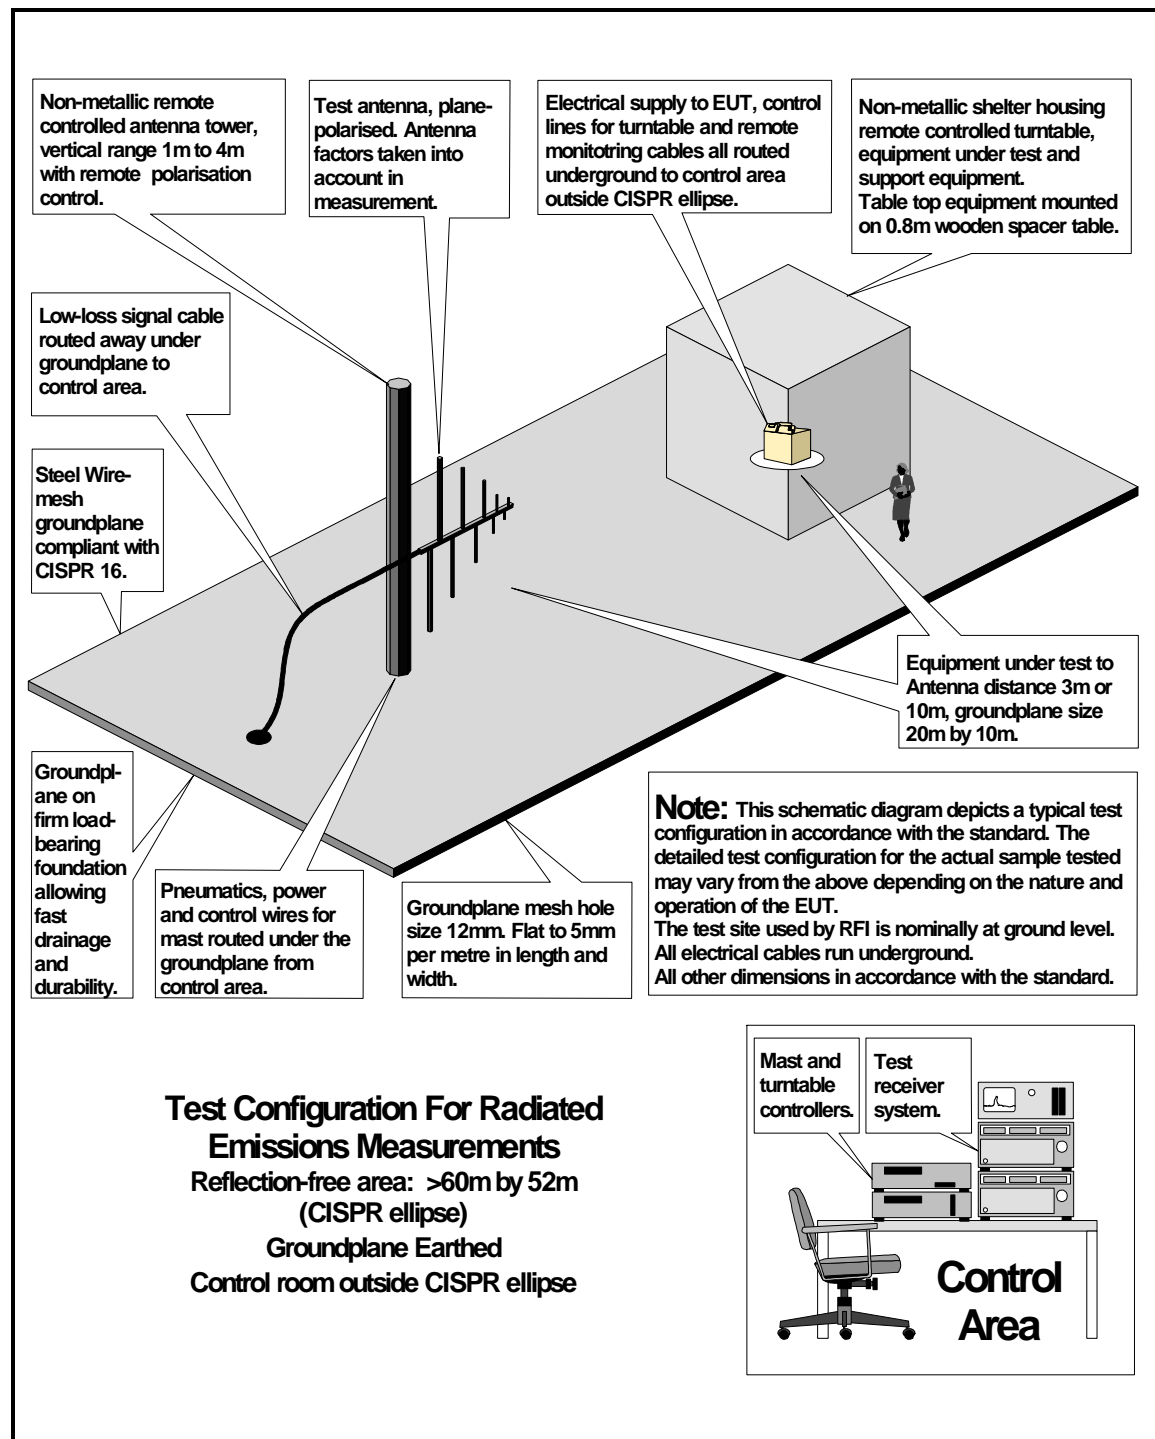 Non-metallic remote
controlled antenna tower,
vertical range 1m to 4m
with remote polarisation
control.
Test antenna, plane-
polarised. Antenna
factors taken into
account in
measurement.
Electrical supply to EUT, control
lines for turntable and remote
monitotring cables all routed
underground to control area
outside CISPR ellipse.
Non-metallic shelter housing
remote controlled turntable,
equipment under test and
support equipment.
Table top equipment mounted
on 0.8m wooden spacer table.
Low-loss signal cable
routed away under
groundplane to
control area.
Steel Wire-
mesh
groundplane
compliant with
CISPR 16.
Equipment under test to
Antenna distance 3m or
10m, groundplane size
20m by 10m.
Groundpl-
ane on
firm load-
bearing
foundation
allowing
fast
drainage
and
durability.
Pneumatics, power
and control wires for
mast routed under the
groundplane from
control area.
Groundplane mesh hole
size 12mm. Flat to 5mm
per metre in length and
width.
Note: This schematic diagram depicts a typical test
configuration in accordance with the standard. The
detailed test configuration for the actual sample tested
may vary from the above depending on the nature and
operation of the EUT.
The test site used by RFI is nominally at ground level.
All electrical cables run underground.
All other dimensions in accordance with the standard.
Test Configuration For Radiated
Emissions Measurements
Reflection-free area: >60m by 52m
(CISPR ellipse)
Groundplane Earthed
Control room outside CISPR ellipse
Mast and
turntable
controllers.
Test
receiver
system.
Control
Area